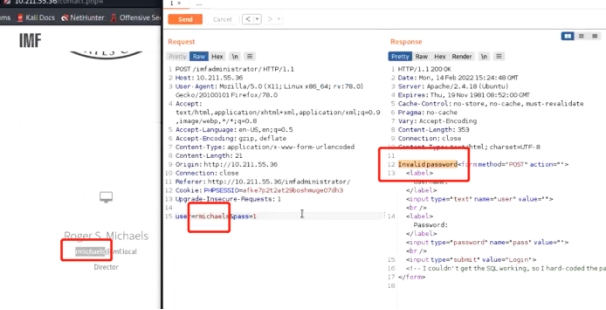 10.211.55.36/contact.php#
Kali Docs NetHunter Offensive Sec
IMF
Roger S. Michaels
rmichaels@imf.local
Director
1
...
Send Cancel < >
Request
Pretty Raw Hex \n
1 POST /imfadministrator/ HTTP/1.1
2 Host: 10.211.55.36
3 User-Agent: Mozilla/5.0 (X11; Linux x86_64; rv:78.0)
Gecko/20100101 Firefox/78.0
4 Accept:
text/html,application/xhtml+xml,application/xml;q=0.9
,image/webp,*/*;q=0.8
5 Accept-Language: en-US,en;q=0.5
6 Accept-Encoding: gzip, deflate
7 Content-Type: application/x-www-form-urlencoded
8 Content-Length: 21
9 Origin: http://10.211.55.36
10 Connection: close
11 Referer: http://10.211.55.36/imfadministrator/
12 Cookie: PHPSESSID=
13 Upgrade-Insecure-Requests: 1
14
15 user=rmichaels&pass=1
Response
Pretty Raw Hex Render \n
1 HTTP/1.1 200 OK
2 Date: Mon, 14 Feb 2022 15:24:48 GMT
3 Server: Apache/2.4.18 (Ubuntu)
4 Expires: Thu, 19 Nov 1981 08:52:00 GMT
5 Cache-Control: no-store, no-cache, must-revalidate
6 Pragma: no-cache
7 Vary: Accept-Encoding
8 Content-Length: 353
9 Connection: close
10 Content-Type: text/html; charset=UTF-8
11
12 Invalid password<form method="POST" action="">
13 <label>
</label>
<input type="text" name="user" value="">
<br />
14 <label>
Password:
</label>
<input type="password" name="pass" value="">
<br />
15 <input type="submit" value="Login">
16 <!-- I couldn't get the SQL working, so I hard-coded the pa
17 </form>
18